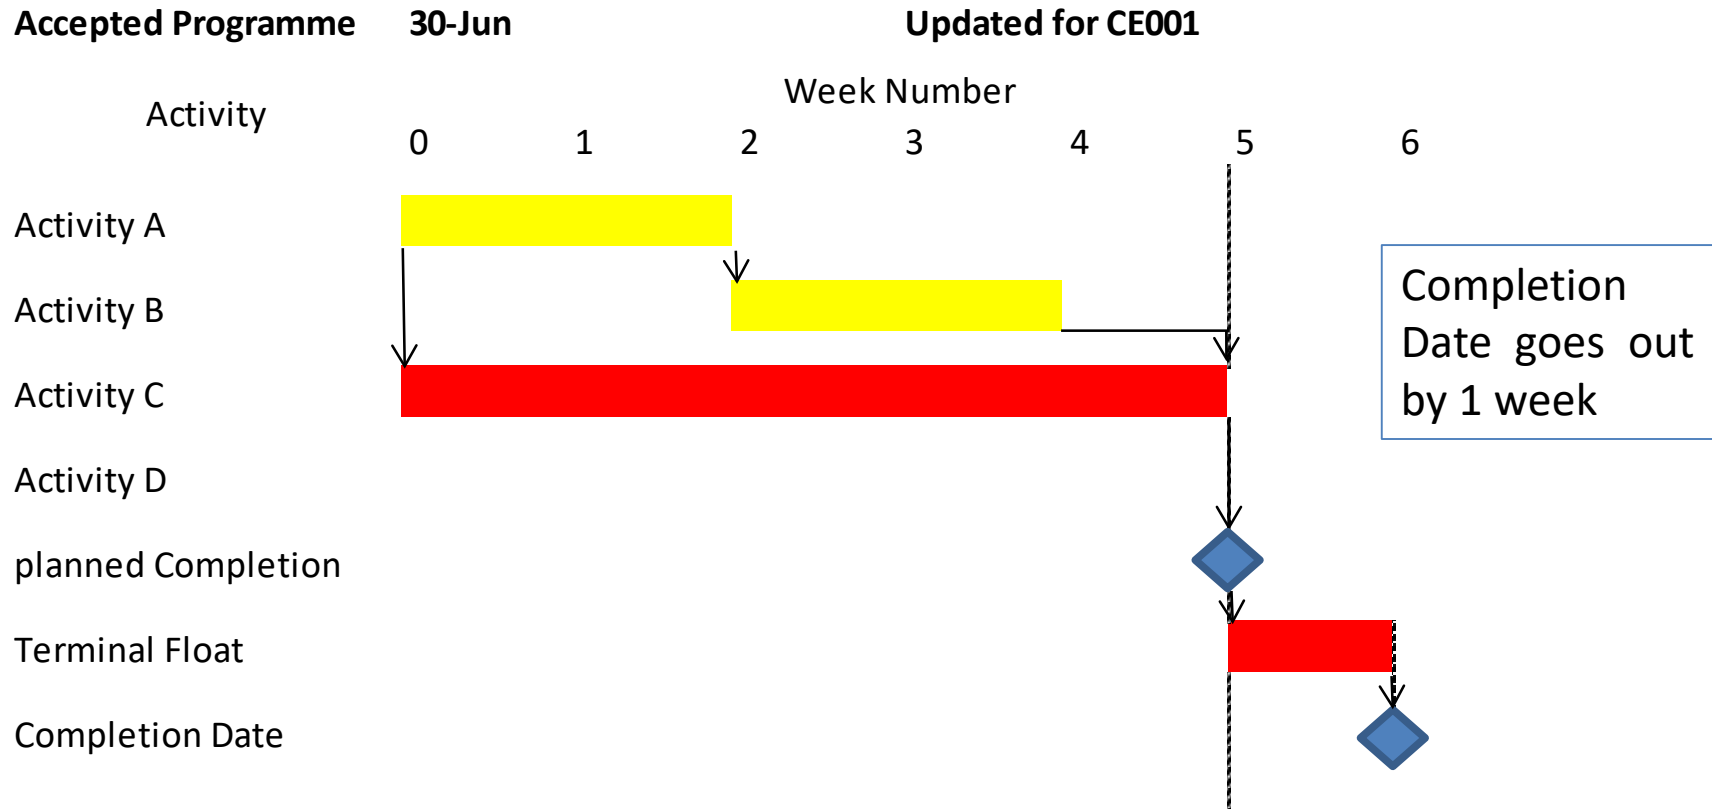 Accepted Programme 30-Jun Updated for CE001
Week Number
Activity
0 1 2 3 4 5 6
Activity A
Activity B
Activity C
Activity D
planned Completion
Terminal Float
Completion Date
Completion
Date goes out
by 1 week